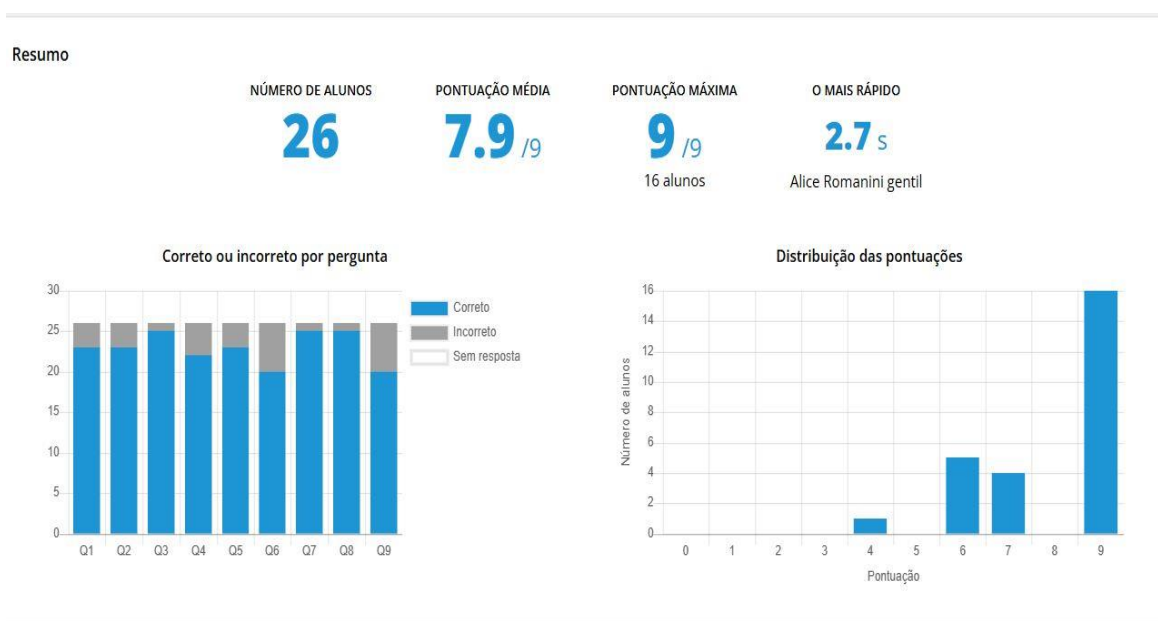 Resumo
NÚMERO DE ALUNOS
26
PONTUAÇÃO MÉDIA
7.9 /9
PONTUAÇÃO MÁXIMA
9 /9
16 alunos
O MAIS RÁPIDO
2.7 s
Alice Romanini gentil
Correto ou incorreto por pergunta
30
25
20
15
10
5
0
Q1 Q2 Q3 Q4 Q5 Q6 Q7 Q8 Q9
Correto
Incorreto
Sem resposta
Distribuição das pontuações
Número de alunos
16
14
12
10
8
6
4
2
0
0 1 2 3 4 5 6 7 8 9
Pontuação